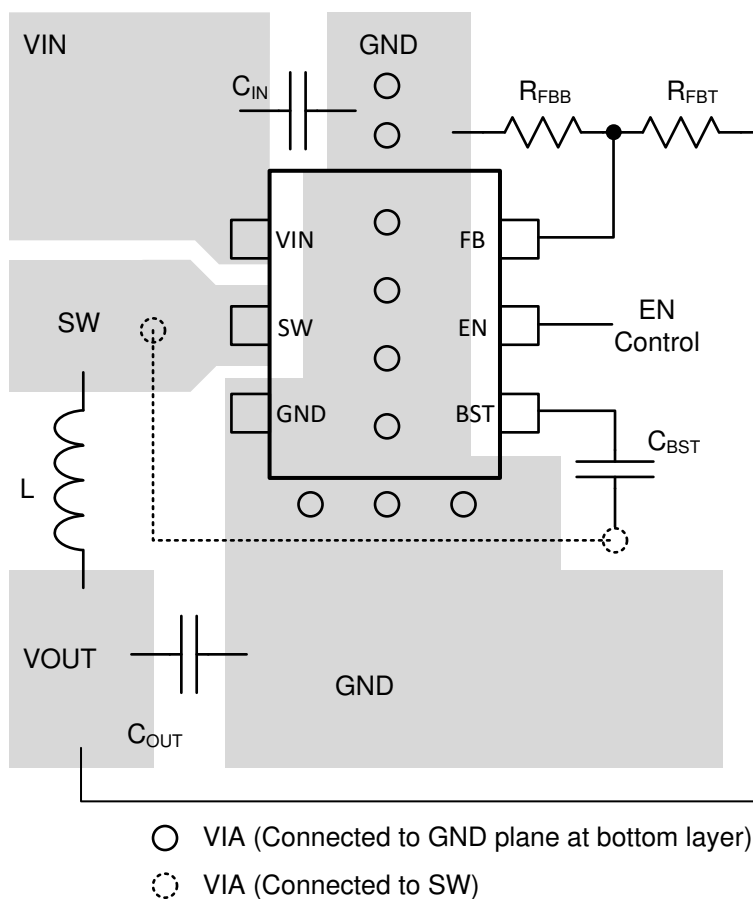 VIN
GND
CIN
RFBB
RFBT
VIN
FB
SW
SW
EN
EN
Control
GND
BST
CBST
L
VOUT
GND
COUT
VIA (Connected to GND plane at bottom layer)
VIA (Connected to SW)